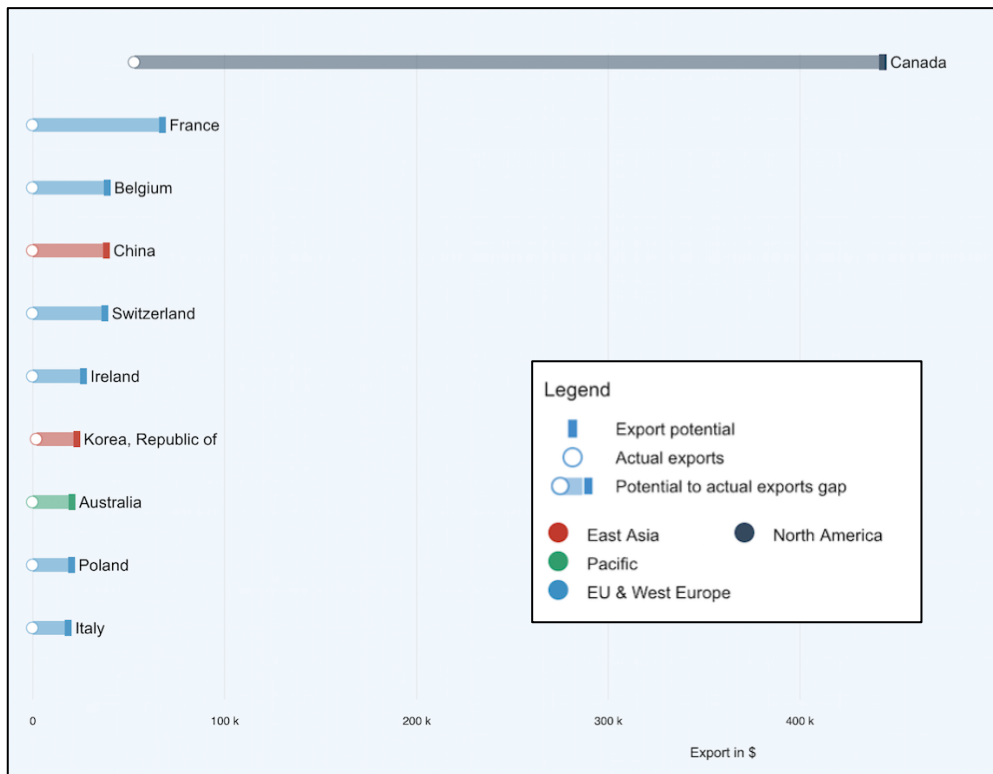 Canada
France
Belgium
China
Switzerland
Ireland
Korea, Republic of
Australia
Poland
Italy
Legend
Export potential
Actual exports
Potential to actual exports gap
East Asia
North America
Pacific
EU & West Europe
0 100 k 200 k 300 k 400 k
Export in $